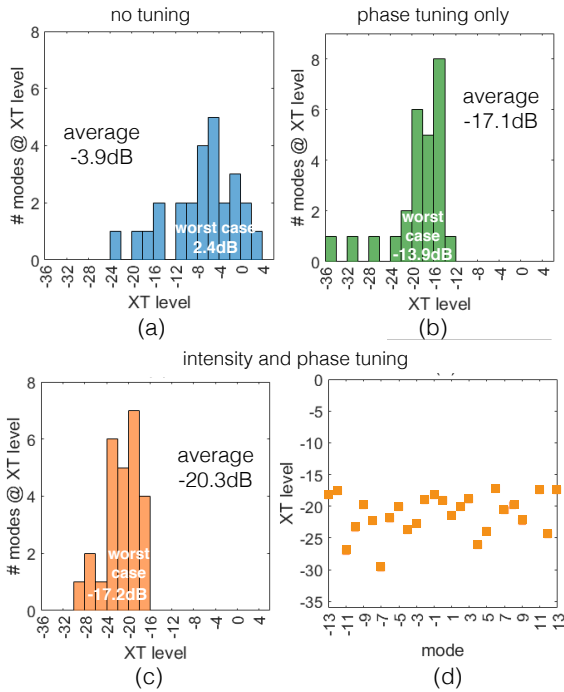 no tuning
phase tuning only
8
6
4
2
0
# modes @ XT level
average
-3.9dB
worst case
2.4dB
-36
-32
-28
-24
-20
-16
-12
-8
-4
0
4
XT level
(a)
8
6
4
2
0
# modes @ XT level
average
-17.1dB
worst
case
-13.9dB
-36
-32
-28
-24
-20
-16
-12
-8
-4
0
4
XT level
(b)
intensity and phase tuning
8
6
4
2
0
# modes @ XT level
average
-20.3dB
worst
case
-17.2dB
-36
-32
-28
-24
-20
-16
-12
-8
-4
0
4
XT level
(c)
0
-5
-10
-15
-20
-25
-30
-35
XT level
-13
-11
-9
-7
-5
-3
-1
1
3
5
7
9
11
13
mode
(d)